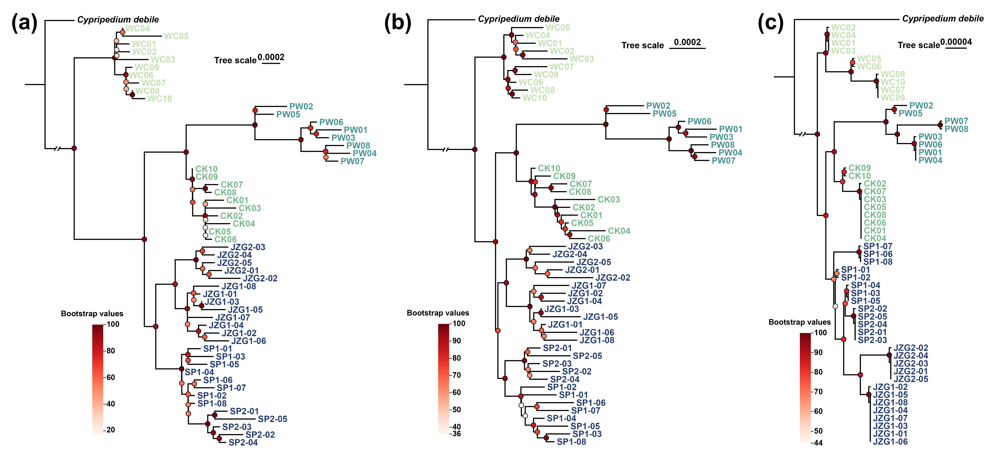 (a)
Cypripedium debile
WC04
WC05
WC01
WC02
WC03
WC09
WC06
WC07
WC08
WC10
Tree scale 0.0002
PW02
PW05
PW06
PW01
PW03
PW08
PW04
PW07
CK10
CK09
CK07
CK08
CK01
CK03
CK02
CK04
CK05
CK06
JZG2-03
JZG2-04
JZG2-05
JZG2-01
JZG2-02
JZG1-08
JZG1-01
JZG1-03
JZG1-05
JZG1-07
JZG1-04
JZG1-02
JZG1-06
SP1-01
SP1-03
SP1-05
SP1-04
SP1-06
SP1-07
SP1-02
SP1-08
SP2-01
SP2-05
SP2-03
SP2-02
SP2-04
Bootstrap values
100
80
60
40
20
(b)
Cypripedium debile
WC05
WC04
WC01
WC02
WC03
WC07
WC09
WC06
WC08
WC10
Tree scale 0.0002
PW02
PW05
PW06
PW01
PW03
PW08
PW04
PW07
CK10
CK09
CK07
CK08
CK03
CK02
CK01
CK05
CK04
CK06
JZG2-03
JZG2-04
JZG2-05
JZG2-01
JZG2-02
JZG1-07
JZG1-02
JZG1-04
JZG1-03
JZG1-05
JZG1-01
JZG1-06
JZG1-08
SP2-01
SP2-05
SP2-03
SP2-02
SP2-04
SP1-02
SP1-01
SP1-06
SP1-07
SP1-04
SP1-05
SP1-03
SP1-08
Bootstrap values
100
90
80
70
60
50
40
36
(c)
Cypripedium debile
WC02
WC04
WC01
WC03
WC05
WC06
WC08
WC10
WC07
WC09
Tree scale 0.00004
PW02
PW05
PW07
PW08
PW03
PW06
PW01
PW04
CK09
CK10
CK02
CK07
CK03
CK05
CK08
CK06
CK01
CK04
SP1-07
SP1-06
SP1-08
SP1-01
SP1-02
SP1-04
SP1-03
SP1-05
SP2-02
SP2-05
SP2-04
SP2-01
SP2-03
JZG2-02
JZG2-04
JZG2-03
JZG2-01
JZG2-05
JZG1-02
JZG1-05
JZG1-08
JZG1-04
JZG1-07
JZG1-03
JZG1-01
JZG1-06
Bootstrap values
100
90
80
70
60
50
44